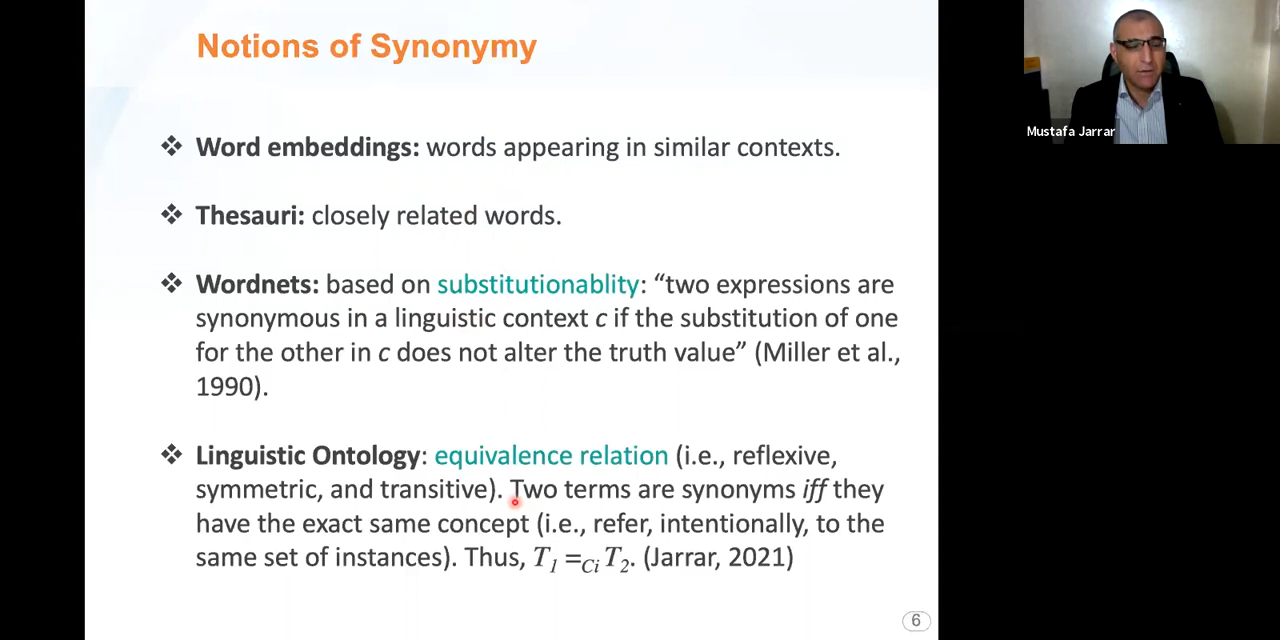 Notions of Synonymy
Mustafa Jarrar
❖ Word embeddings: words appearing in similar contexts.
❖ Thesauri: closely related words.
❖ Wordnets: based on substitutionablity: “two expressions are
synonymous in a linguistic context c if the substitution of one
for the other in c does not alter the truth value” (Miller et al.,
1990).
❖ Linguistic Ontology: equivalence relation (i.e., reflexive,
symmetric, and transitive). Two terms are synonyms iff they
have the exact same concept (i.e., refer, intentionally, to the
same set of instances). Thus, T1 =Ci T2. (Jarrar, 2021)
6